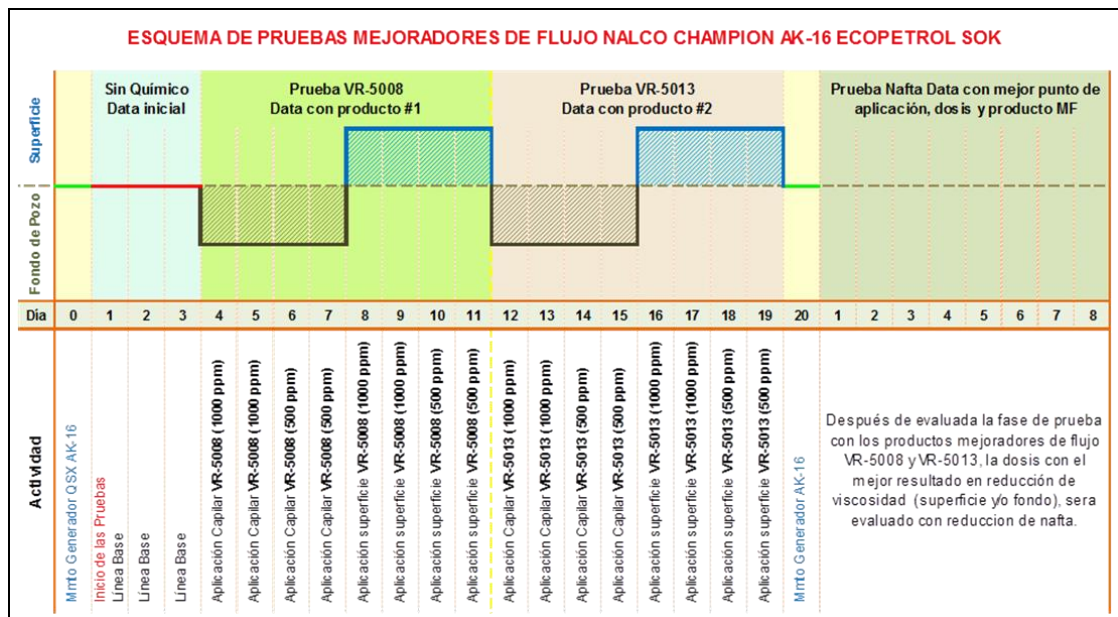 ESQUEMA DE PRUEBAS MEJORADORES DE FLUJO NALCO CHAMPION AK-16 ECOPETROL SOK
Superficie
Fondo de Pozo
Sin Químico
Data inicial
Prueba VR-5008
Data con producto #1
Prueba VR-5013
Data con producto #2
Prueba Nafta Data con mejor punto de
aplicación, dosis y producto MF
Dia 0 1 2 3 4 5 6 7 8 9 10 11 12 13 14 15 16 17 18 19 20 1 2 3 4 5 6 7 8
Actividad
Mmto Generador QSX AK-16
Inicio de las Pruebas
Línea Base
Línea Base
Línea Base
Aplicación Capilar VR-5008 (1000 ppm)
Aplicación Capilar VR-5008 (1000 ppm)
Aplicación Capilar VR-5008 (500 ppm)
Aplicación Capilar VR-5008 (500 ppm)
Aplicación superficie VR-5008 (1000 ppm)
Aplicación superficie VR-5008 (1000 ppm)
Aplicación superficie VR-5008 (500 ppm)
Aplicación superficie VR-5008 (500 ppm)
Aplicación Capilar VR-5013 (1000 ppm)
Aplicación Capilar VR-5013 (1000 ppm)
Aplicación Capilar VR-5013 (500 ppm)
Aplicación Capilar VR-5013 (500 ppm)
Aplicación superficie VR-5013 (1000 ppm)
Aplicación superficie VR-5013 (1000 ppm)
Aplicación superficie VR-5013 (500 ppm)
Aplicación superficie VR-5013 (500 ppm)
Mmto Generador AK-16
Después de evaluada la fase de prueba
con los productos mejoradores de flujo
VR-5008 y VR-5013, la dosis con el
mejor resultado en reducción de
viscosidad (superficie y/o fondo), sera
evaluado con reduccion de nafta.